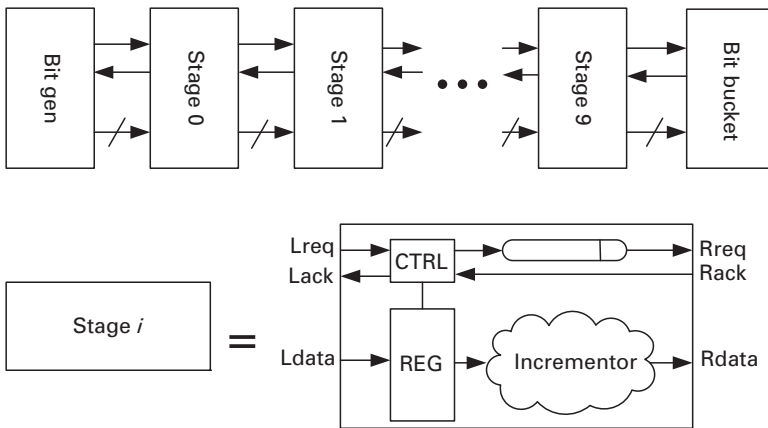 Bit gen
Stage 0
Stage 1
•••
Stage 9
Bit bucket
Stage i
=
Lreq
Lack
CTRL
Rreq
Rack
Ldata
REG
Incrementor
Rdata